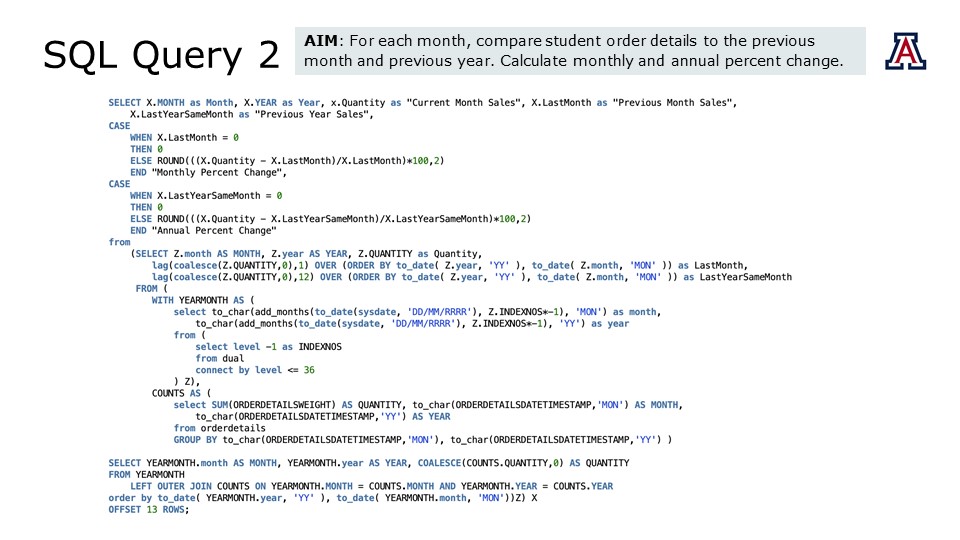 SQL Query 2
AIM: For each month, compare student order details to the previous
month and previous year. Calculate monthly and annual percent change.
A
SELECT X.MONTH as Month, X.YEAR as Year, x.Quantity as "Current Month Sales", X.LastMonth as "Previous Month Sales",
X.LastYearSameMonth as "Previous Year Sales",
CASE
WHEN X.LastMonth = 0
THEN 0
ELSE ROUND(((X.Quantity - X.LastMonth)/X.LastMonth)*100,2)
END "Monthly Percent Change",
CASE
WHEN X.LastYearSameMonth = 0
THEN 0
ELSE ROUND(((X.Quantity - X.LastYearSameMonth)/X.LastYearSameMonth)*100,2)
END "Annual Percent Change"
from
(SELECT Z.month AS MONTH, Z.year AS YEAR, Z.QUANTITY as Quantity,
lag(coalesce(Z.QUANTITY,0),1) OVER (ORDER BY to_date( Z.year, 'YY' ), to_date( Z.month, 'MON' )) as LastMonth,
lag(coalesce(Z.QUANTITY,0),12) OVER (ORDER BY to_date( Z.year, 'YY' ), to_date( Z.month, 'MON' )) as LastYearSameMonth
FROM (
WITH YEARMONTH AS (
select to_char(add_months(to_date(sysdate, 'DD/MM/RRRR'), Z.INDEXNOS*-1), 'MON') as month,
to_char(add_months(to_date(sysdate, 'DD/MM/RRRR'), Z.INDEXNOS*-1), 'YY') as year
from (
select level -1 as INDEXNOS
from dual
connect by level <= 36
) Z),
COUNTS AS (
select SUM(ORDERDETAILSWEIGHT) AS QUANTITY, to_char(ORDERDETAILSDATETIMESTAMP,'MON') AS MONTH,
to_char(ORDERDETAILSDATETIMESTAMP,'YY') AS YEAR
from orderdetails
GROUP BY to_char(ORDERDETAILSDATETIMESTAMP,'MON'), to_char(ORDERDETAILSDATETIMESTAMP,'YY') )
SELECT YEARMONTH.month AS MONTH, YEARMONTH.year AS YEAR, COALESCE(COUNTS.QUANTITY,0) AS QUANTITY
FROM YEARMONTH
LEFT OUTER JOIN COUNTS ON YEARMONTH.MONTH = COUNTS.MONTH AND YEARMONTH.YEAR = COUNTS.YEAR
order by to_date( YEARMONTH.year, 'YY' ), to_date( YEARMONTH.month, 'MON'))Z) X
OFFSET 13 ROWS;